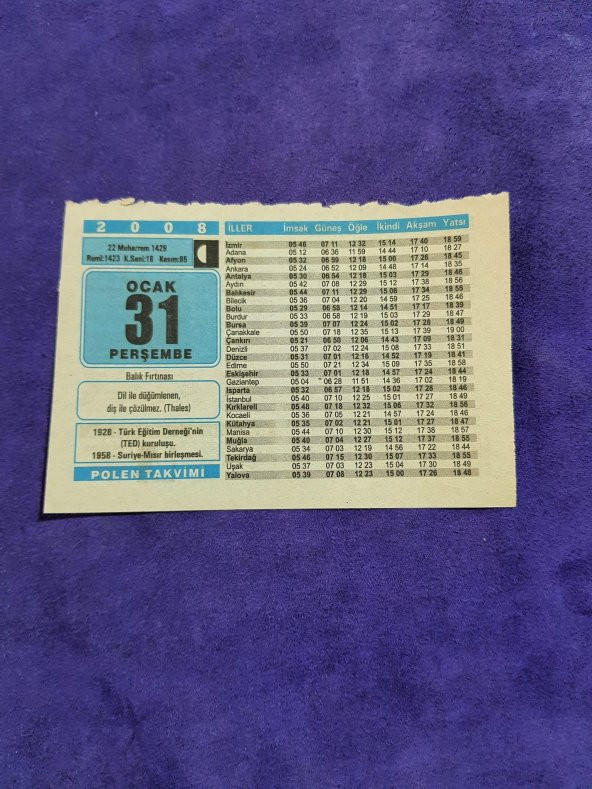 2 0 0 8
22 Muharrem 1429
Rumi:1423 K.Sani:18 Kasım:85
OCAK
31
PERŞEMBE
Balık Fırtınası
Dil ile düğümlenen,
diş ile çözülmez. (Thales)
1928 - Türk Eğitim Derneği'nin
(TED) kuruluşu.
1958 - Suriye-Mısır birleşmesi.
POLEN TAKVİMİ
İLLER İmsak Güneş Öğle İkindi Akşam Yatsı
İzmir 05 46 07 11 12 32 15 14 17 40 18 59
Adana 05 12 06 36 11 59 14 44 17 10 18 27
Afyon 05 32 06 59 12 18 15 00 17 26 18 45
Ankara 05 24 06 52 12 09 14 48 17 14 18 35
Antalya 05 30 06 54 12 18 15 03 17 29 18 46
Aydın 05 42 07 08 12 29 15 12 17 38 18 56
Balıkesir 05 44 07 11 12 29 15 08 17 34 18 55
Bilecik 05 36 07 04 12 20 14 59 17 25 18 46
Bolu 05 29 06 58 12 14 14 51 17 17 18 39
Burdur 05 33 06 58 12 19 15 03 17 29 18 47
Bursa 05 39 07 07 12 24 15 02 17 28 18 49
Çanakkale 05 50 07 18 12 35 15 13 17 39 19 00
Çankırı 05 21 06 50 12 06 14 43 17 09 18 31
Denizli 05 37 07 02 12 24 15 08 17 33 18 51
Düzce 05 31 07 01 12 16 14 52 17 19 18 41
Edirne 05 50 07 21 12 34 15 09 17 35 18 58
Eskişehir 05 33 07 01 12 18 14 57 17 24 18 44
Gaziantep 05 04 06 28 11 51 14 36 17 02 18 19
Isparta 05 32 06 57 12 18 15 02 17 28 18 46
İstanbul 05 40 07 10 12 25 15 01 17 27 18 49
Kırklareli 05 48 07 18 12 32 15 06 17 32 18 56
Kocaeli 05 36 07 05 12 21 14 57 17 24 18 46
Kütahya 05 35 07 02 12 21 15 01 17 27 18 47
Manisa 05 44 07 10 12 30 15 12 17 38 18 57
Muğla 05 40 07 04 12 27 15 12 17 37 18 55
Sakarya 05 34 07 03 12 19 14 56 17 22 18 44
Tekirdağ 05 46 07 15 12 30 15 07 17 33 18 55
Uşak 05 37 07 03 12 23 15 04 17 30 18 49
Yalova 05 39 07 08 12 23 15 00 17 26 18 48